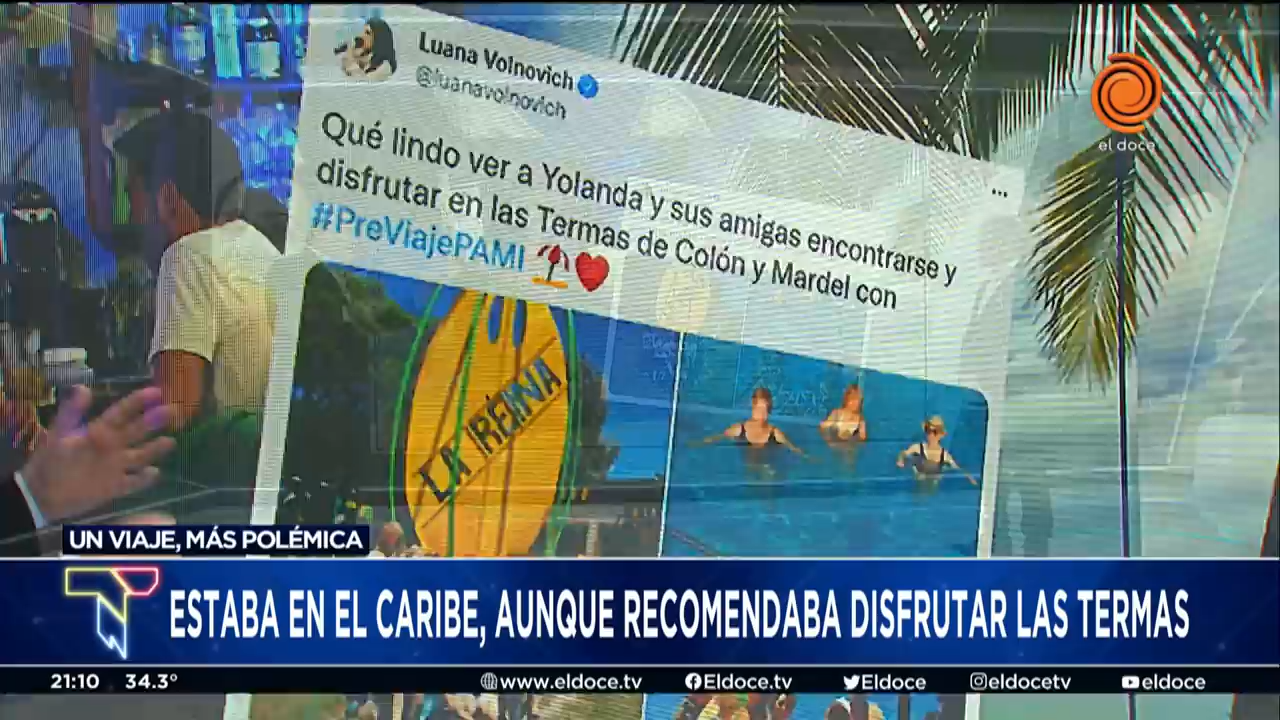 Luana Volnovich
@luanavolnovich
Qué lindo ver a Yolanda y sus amigas encontrarse y
disfrutar en las Termas de Colón y Mardel con
#PreViajePAMI
...
el doce
LA REINA
UN VIAJE, MÁS POLÉMICA
ESTABA EN EL CARIBE, AUNQUE RECOMENDABA DISFRUTAR LAS TERMAS
21:10 34.3° www.eldoce.tv Eldoce.tv Eldoce eldocetv eldoce